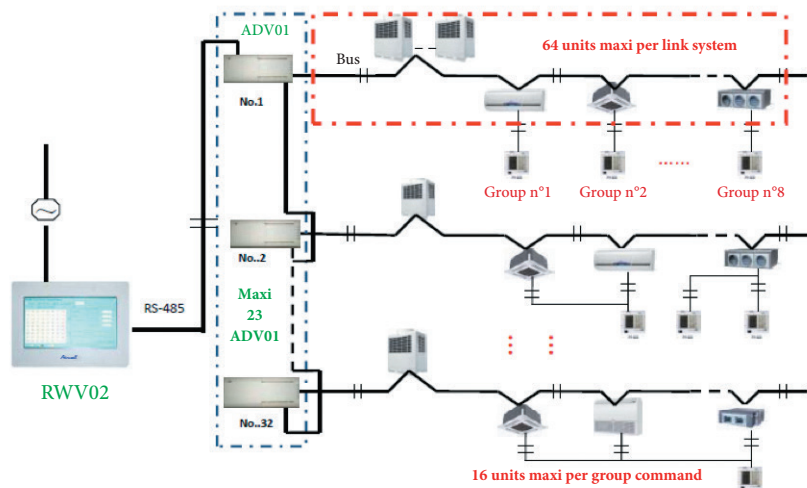 ADV01
64 units maxi per link system
Bus
No.1
Group n°1
Group n°2
Group n°8
No..2
RS-485
Maxi
23
ADV01
RWV02
No..32
16 units maxi per group command